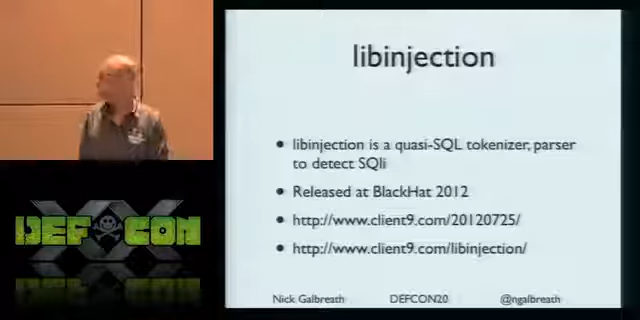 libinjection
• libinjection is a quasi-SQL tokenizer, parser
to detect SQli
• Released at BlackHat 2012
• http://www.client9.com/20120725/
• http://www.client9.com/libinjection/
Nick Galbreath DEFCON20 @ngalbreath
DEF CON
XX